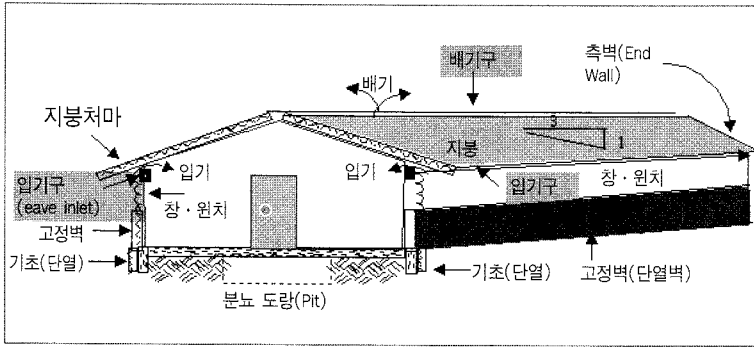 배기
배기구
측벽(End
Wall)
지붕처마
3
1
지붕
입기
입기
입기구
(eave inlet)
창·윈치
입기구
창·윈치
고정벽
기초(단열)
기초(단열)
고정벽(단열벽)
분뇨 도랑(Pit)